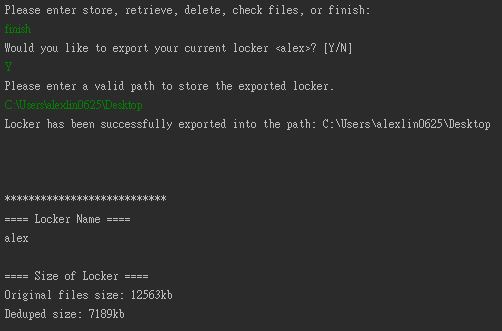 Please enter store, retrieve, delete, check files, or finish:
finish
Would you like to export your current locker <alex>? [Y/N]
Y
Please enter a valid path to store the exported locker.
C:\Users\alexlin0625\Desktop
Locker has been successfully exported into the path: C:\Users\alexlin0625\Desktop
***************************
==== Locker Name ====
alex
==== Size of Locker ====
Original files size: 12563kb
Deduped size: 7189kb